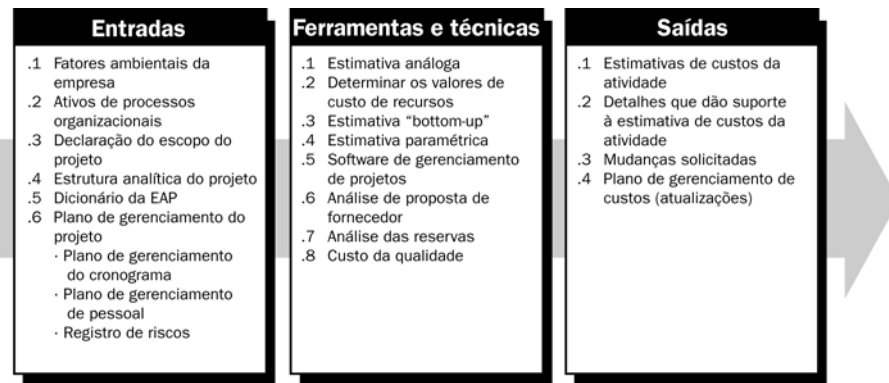 Entradas
.1 Fatores ambientais da
empresa
.2 Ativos de processos
organizacionais
.3 Declaração do escopo do
projeto
.4 Estrutura analítica do projeto
.5 Dicionário da EAP
.6 Plano de gerenciamento do
projeto
· Plano de gerenciamento
do cronograma
· Plano de gerenciamento
de pessoal
· Registro de riscos
Ferramentas e técnicas
.1 Estimativa análoga
.2 Determinar os valores de
custo de recursos
.3 Estimativa “bottom-up”
.4 Estimativa paramétrica
.5 Software de gerenciamento
de projetos
.6 Análise de proposta de
fornecedor
.7 Análise das reservas
.8 Custo da qualidade
Saídas
.1 Estimativas de custos da
atividade
.2 Detalhes que dão suporte
à estimativa de custos da
atividade
.3 Mudanças solicitadas
.4 Plano de gerenciamento de
custos (atualizações)